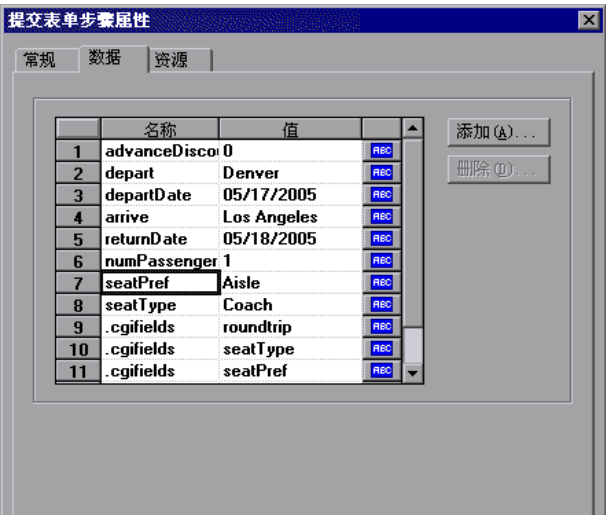 提交表单步骤属性
常规 数据 资源
名称 值
添加(A)...
删除(D)...
1 advanceDiscou 0 ABC
2 depart Denver ABC
3 departDate 05/17/2005 ABC
4 arrive Los Angeles ABC
5 returnDate 05/18/2005 ABC
6 numPassenger 1 ABC
7 seatPref Aisle ABC
8 seatType Coach ABC
9 .cgifields roundtrip ABC
10 .cgifields seatType ABC
11 .cgifields seatPref ABC